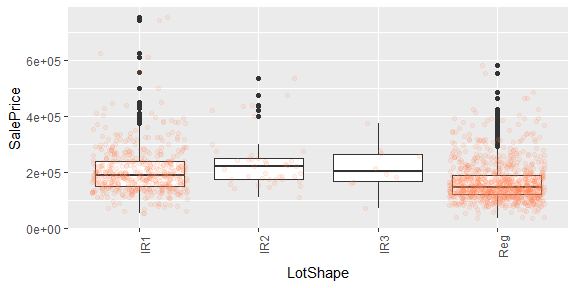 SalePrice
6e+05
4e+05
2e+05
0e+00
IR1
IR2
IR3
Reg
LotShape